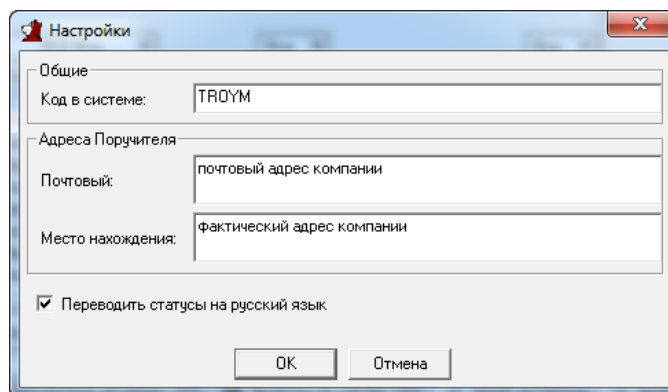 Настройки
Общие
Код в системе:
TROYM
Адреса Поручителя
Почтовый:
почтовый адрес компании
Место нахождения:
фактический адрес компании
Переводить статусы на русский язык
OK
Отмена